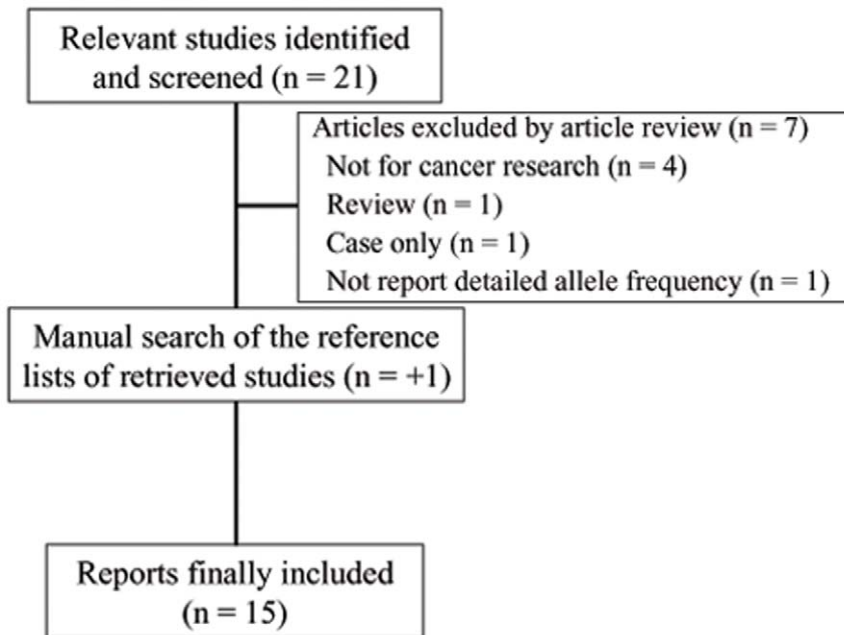 Relevant studies identified
and screened (n = 21)
Articles excluded by article review (n = 7)
Not for cancer research (n = 4)
Review (n = 1)
Case only (n = 1)
Not report detailed allele frequency (n = 1)
Manual search of the reference
lists of retrieved studies (n = +1)
Reports finally included
(n = 15)